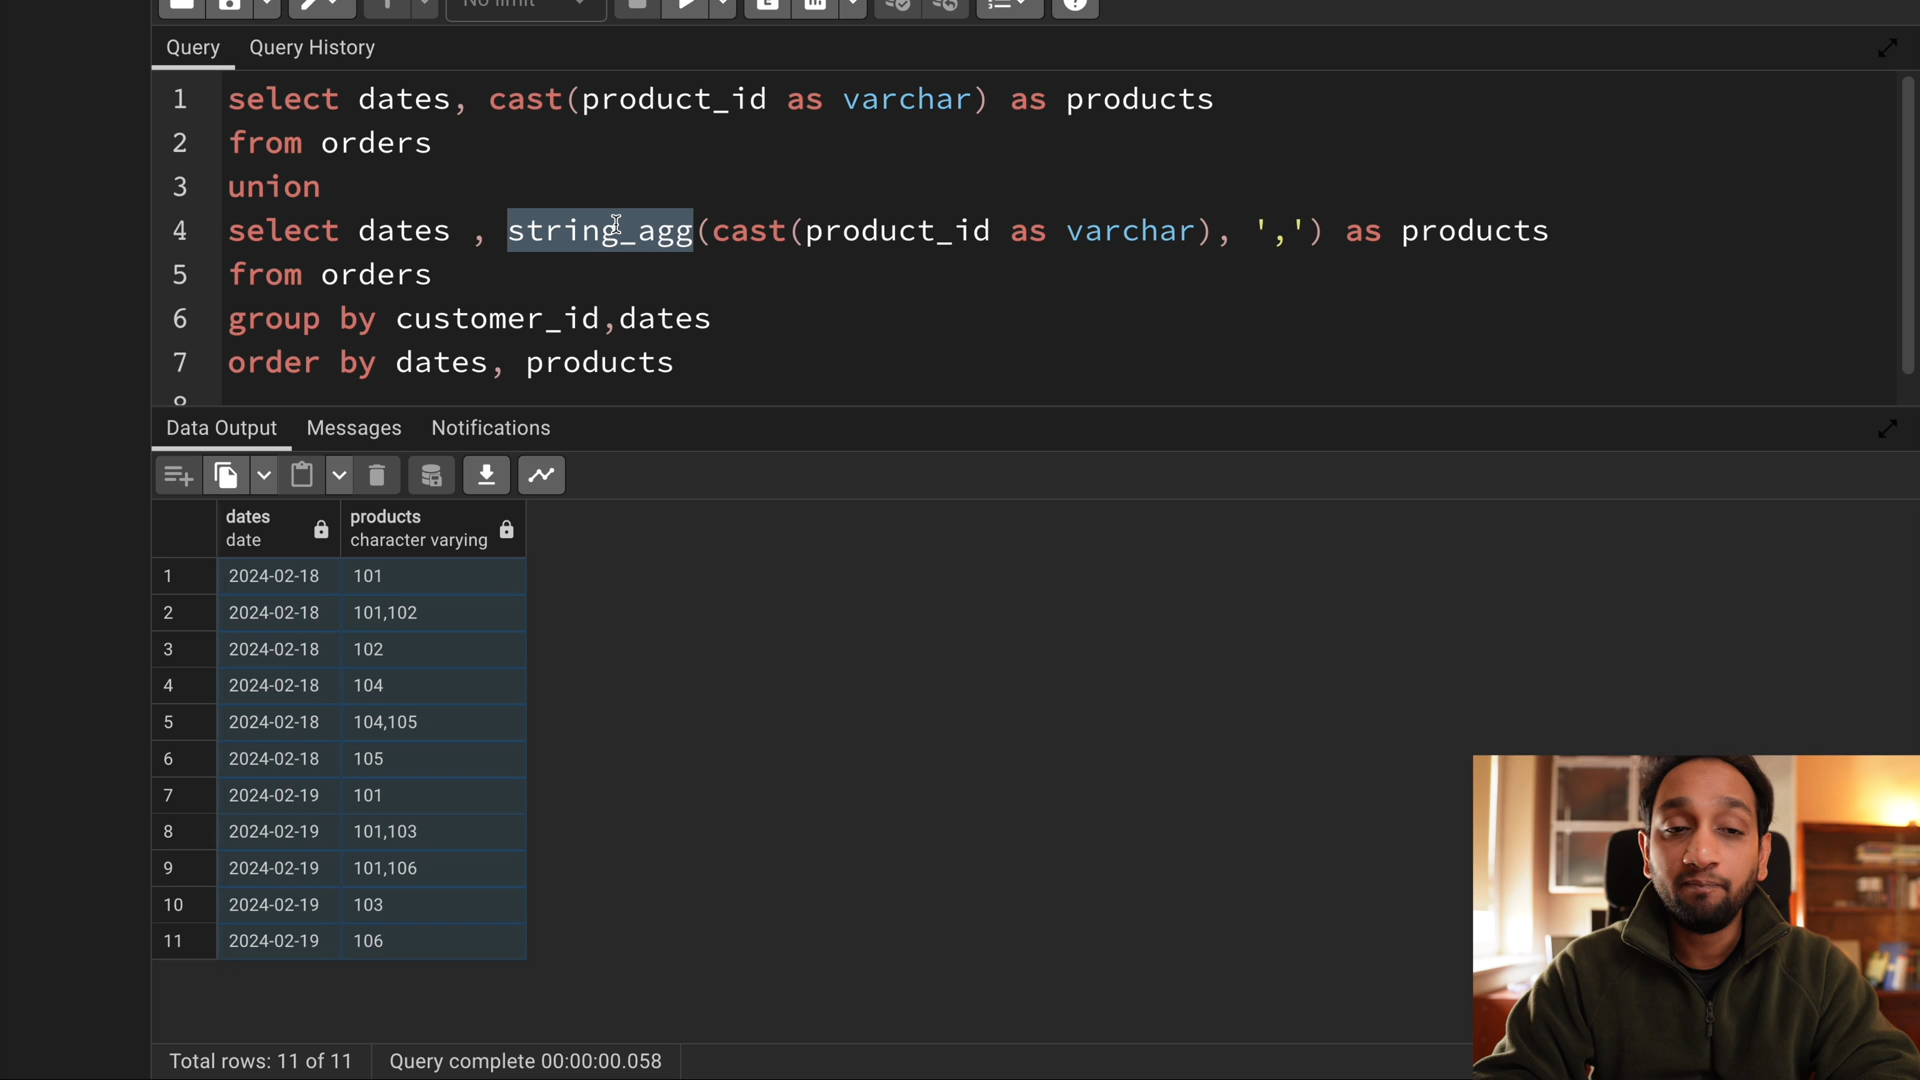 No limit
Query Query History
1 select dates, cast(product_id as varchar) as products
2 from orders
3 union
4 select dates , string_agg(cast(product_id as varchar), ',') as products
5 from orders
6 group by customer_id,dates
7 order by dates, products
8
Data Output Messages Notifications
dates products
date character varying
1 2024-02-18 101
2 2024-02-18 101,102
3 2024-02-18 102
4 2024-02-18 104
5 2024-02-18 104,105
6 2024-02-18 105
7 2024-02-19 101
8 2024-02-19 101,103
9 2024-02-19 101,106
10 2024-02-19 103
11 2024-02-19 106
Total rows: 11 of 11 Query complete 00:00:00.058